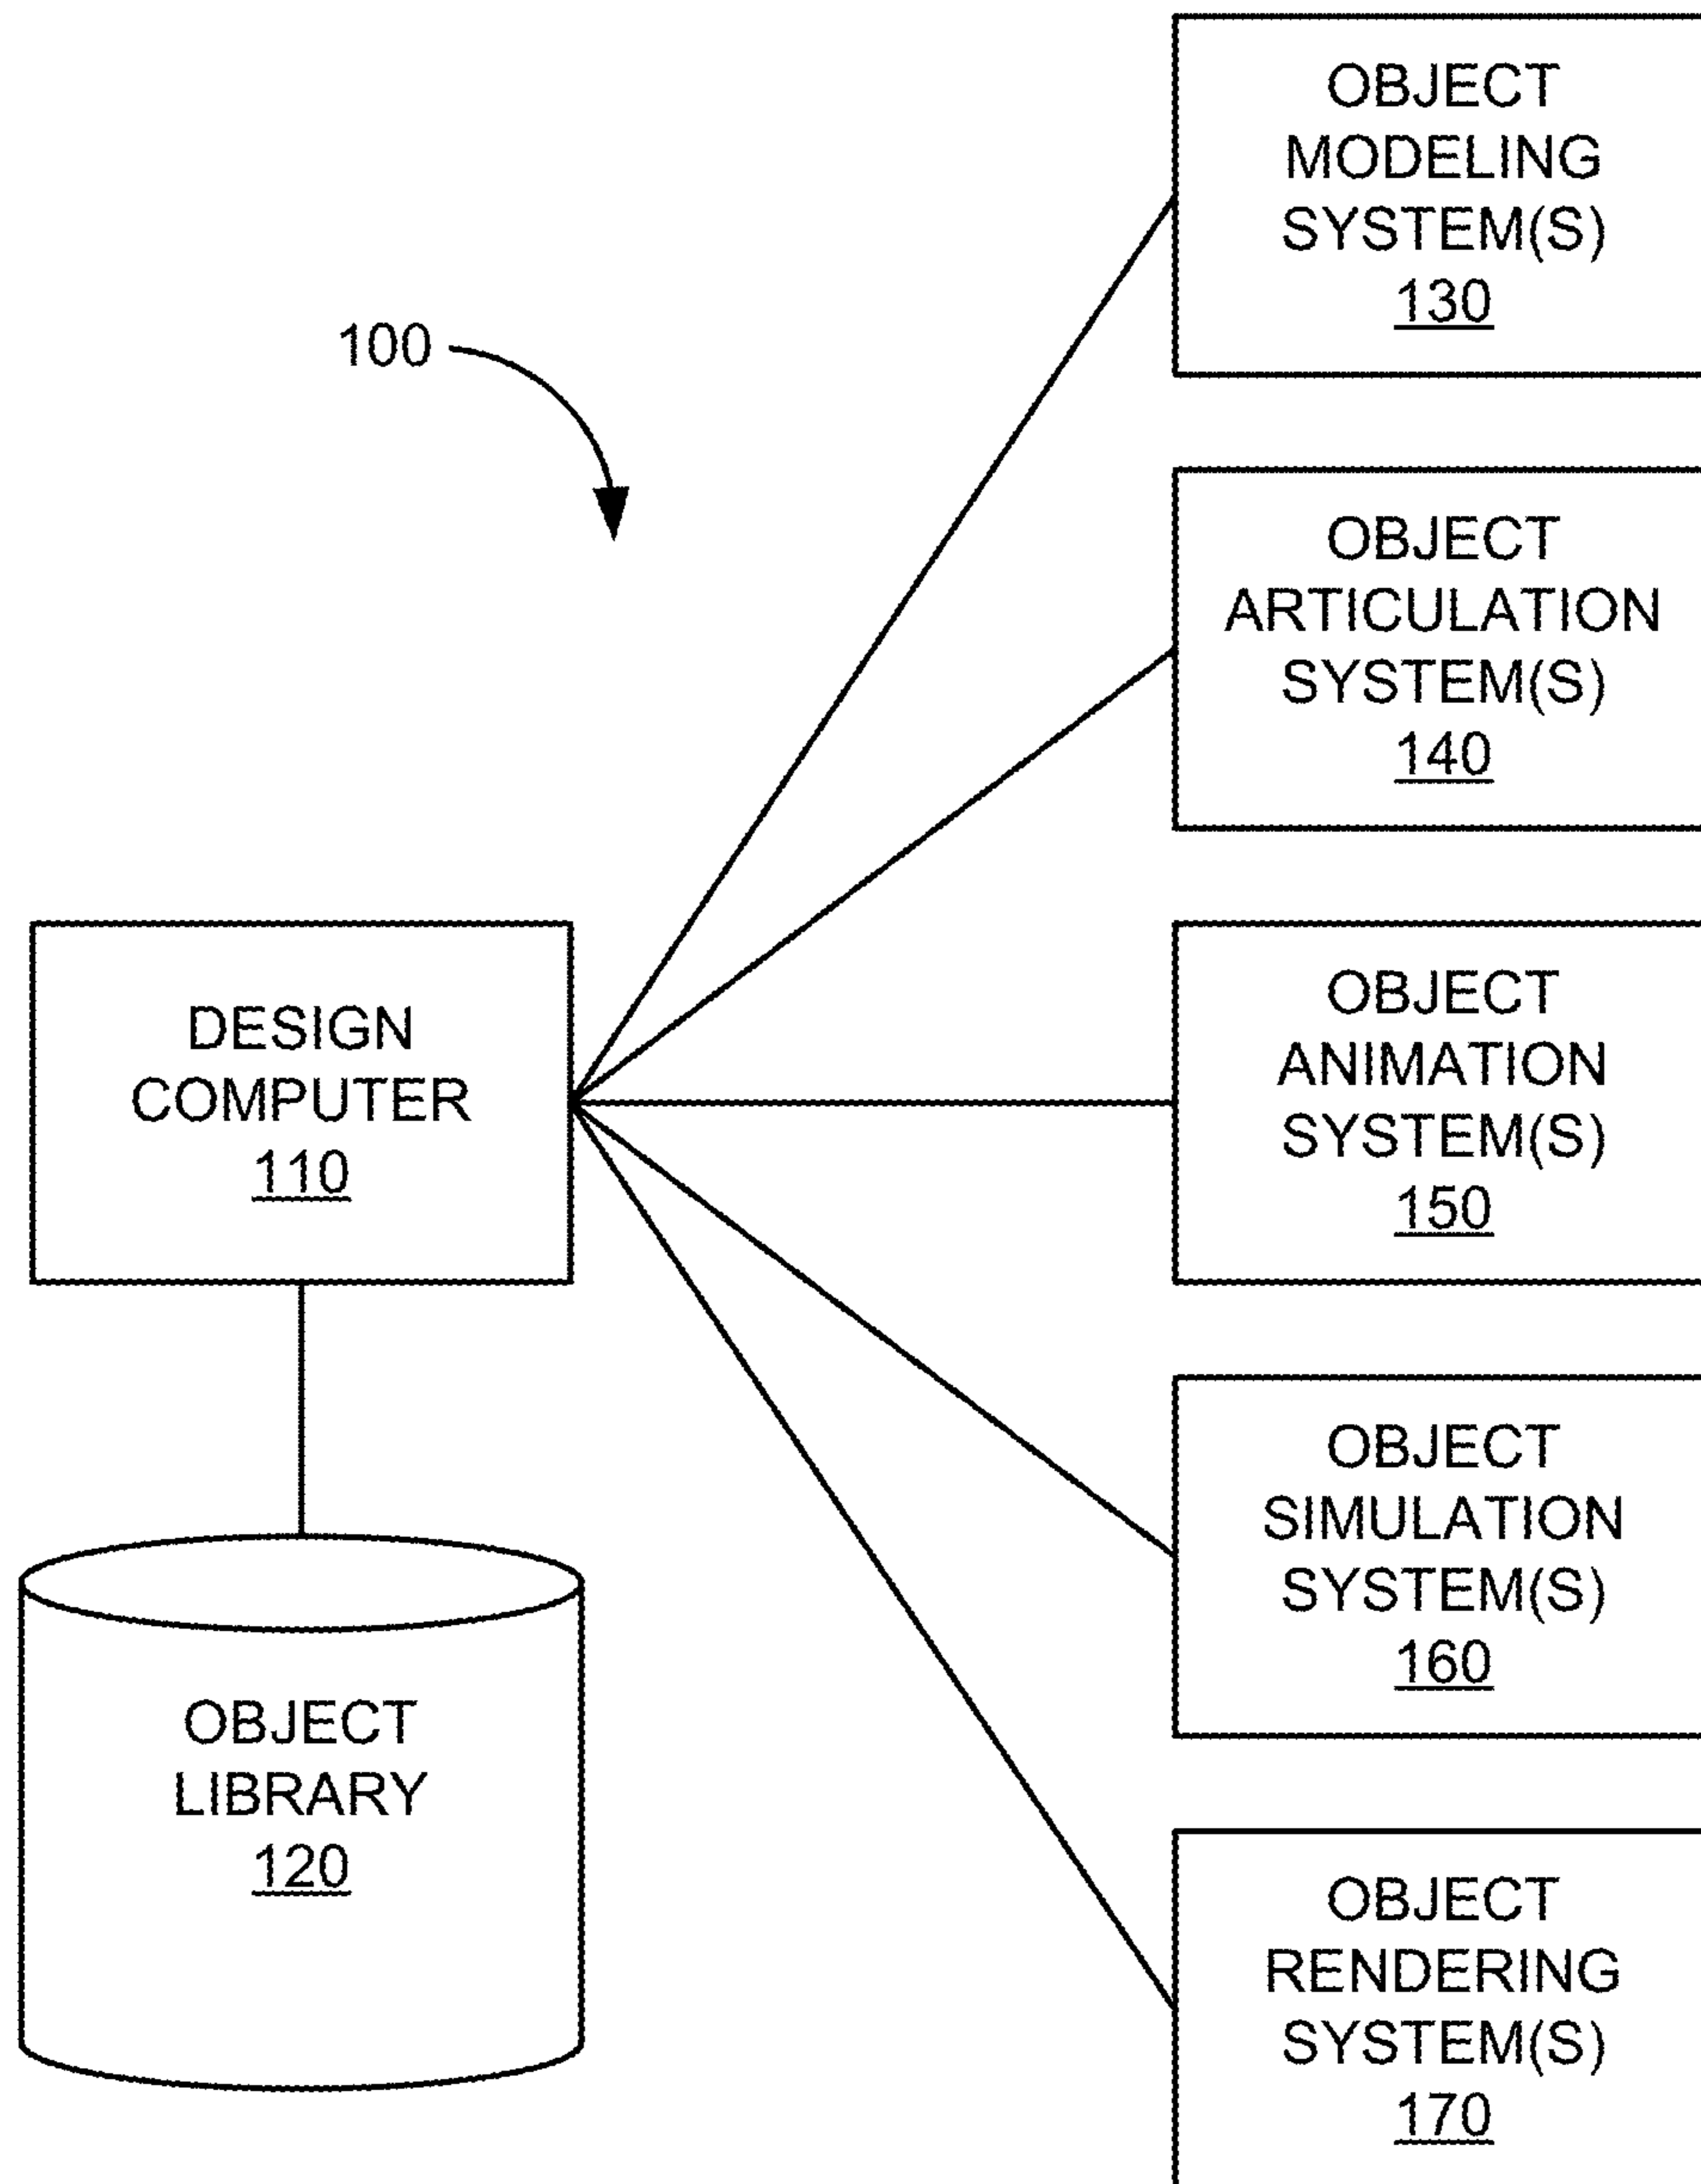 OBJECT
MODELING
SYSTEM(S)
130
100
OBJECT
ARTICULATION
SYSTEM(S)
140
DESIGN
COMPUTER
110
OBJECT
ANIMATION
SYSTEM(S)
150
OBJECT
SIMULATION
SYSTEM(S)
160
OBJECT
LIBRARY
120
OBJECT
RENDERING
SYSTEM(S)
170